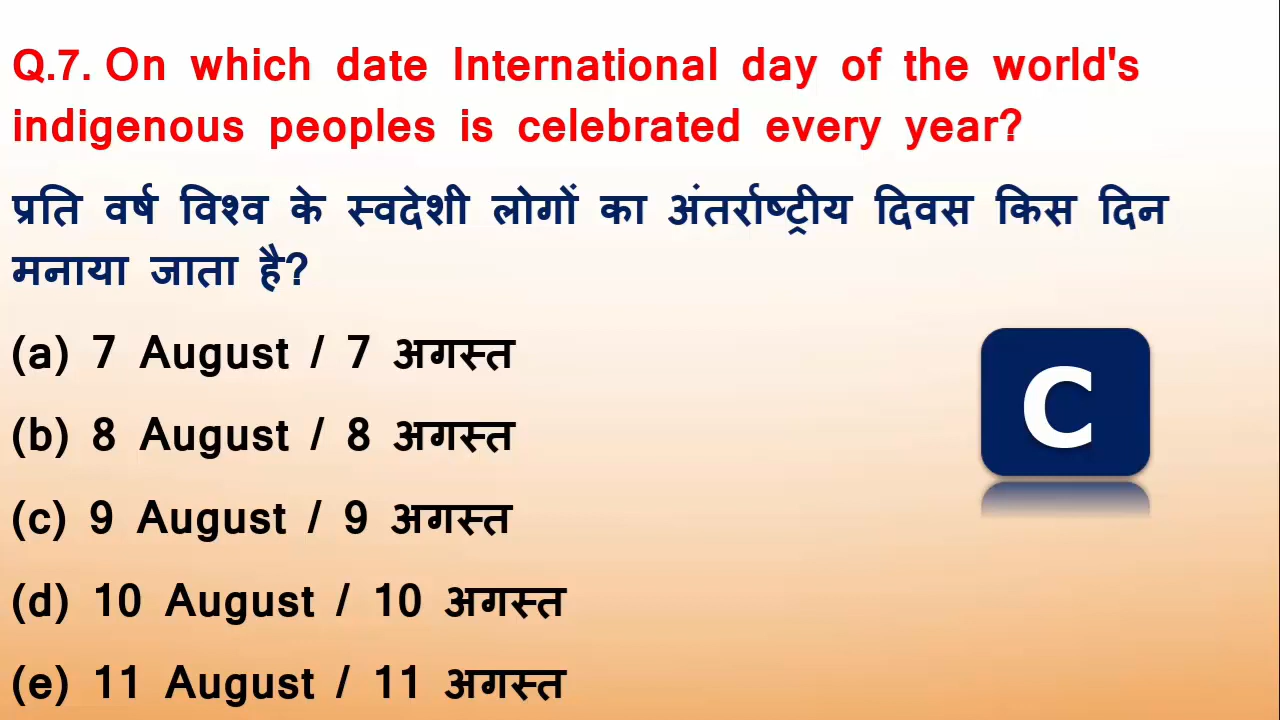 Q.7. On which date International day of the world's
indigenous peoples is celebrated every year?
प्रति वर्ष विश्व के स्वदेशी लोगों का अंतर्राष्ट्रीय दिवस किस दिन
मनाया जाता है?
(a) 7 August / 7 अगस्त
(b) 8 August / 8 अगस्त
(c) 9 August / 9 अगस्त
(d) 10 August / 10 अगस्त
(e) 11 August / 11 अगस्त
C